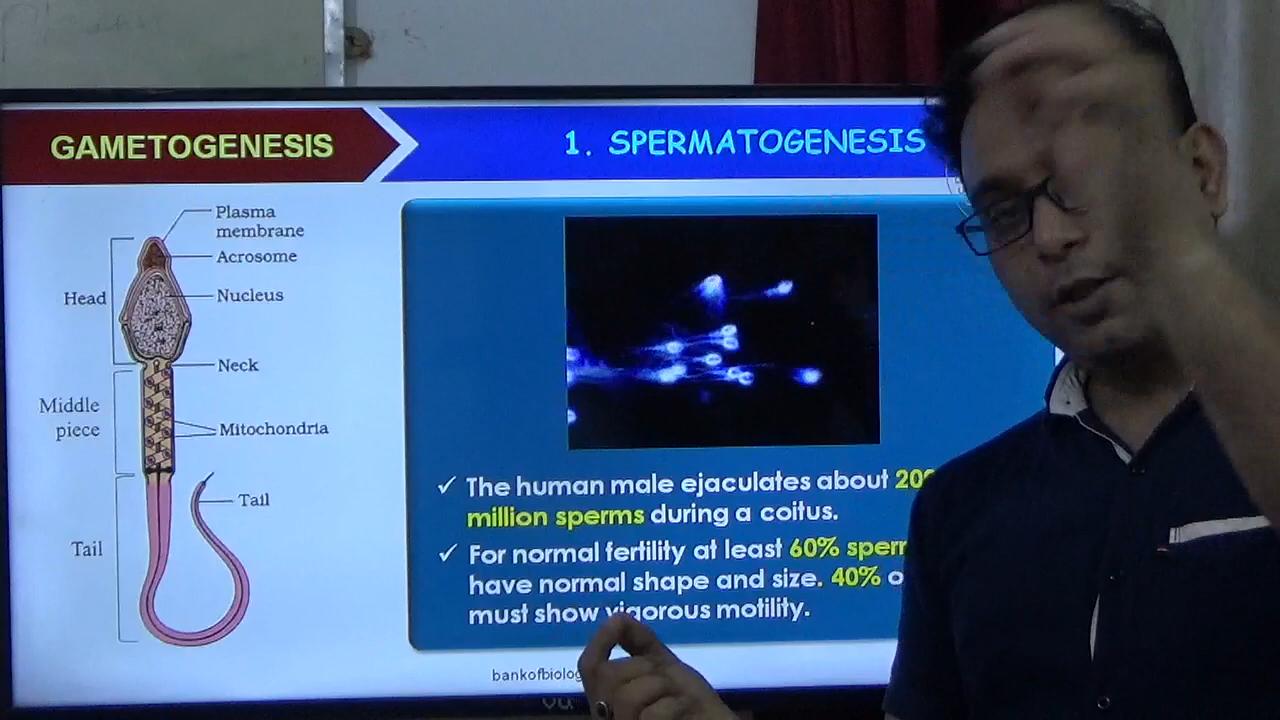 GAMETOGENESIS
1. SPERMATOGENESIS
Plasma
membrane
Acrosome
Head
Nucleus
Neck
Middle
piece
Mitochondria
Tail
Tail
✓ The human male ejaculates about
million sperms during a coitus.
✓ For normal fertility at least 60%
have normal shape and size. 40%
must show vigorous motility.
Vu